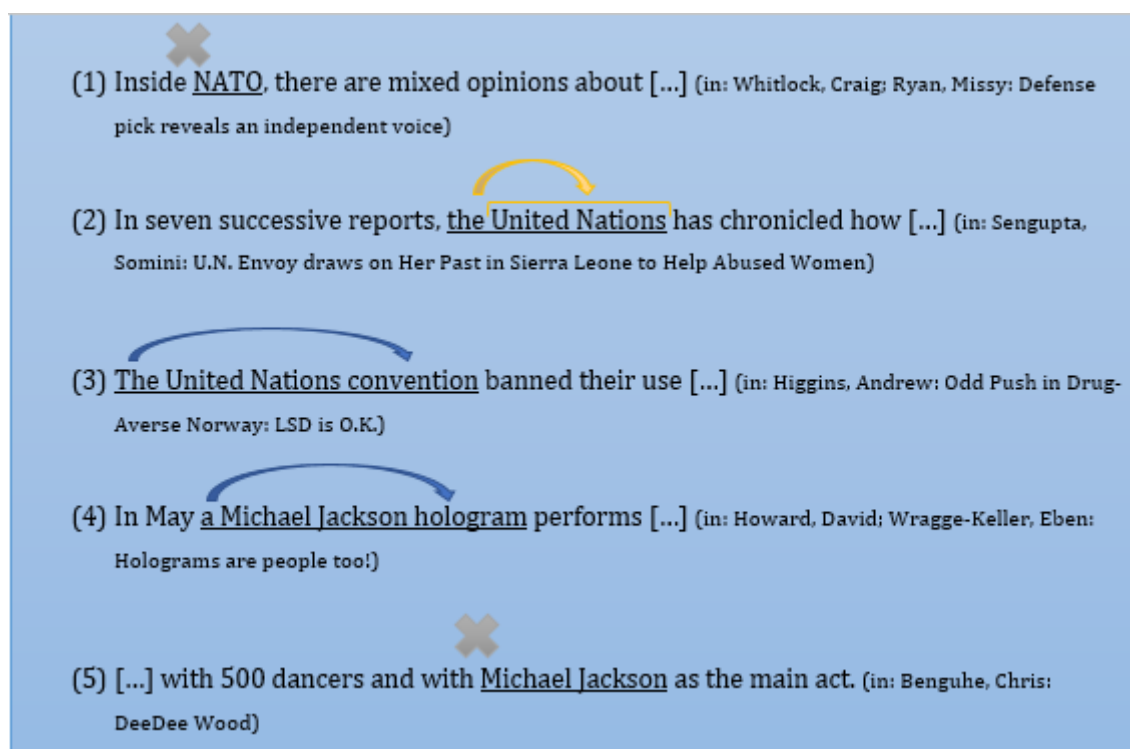 (1) Inside NATO, there are mixed opinions about [...] (in: Whitlock, Craig; Ryan, Missy: Defense
pick reveals an independent voice)
(2) In seven successive reports, the United Nations has chronicled how [...] (in: Sengupta,
Somini: U.N. Envoy draws on Her Past in Sierra Leone to Help Abused Women)
(3) The United Nations convention banned their use [...] (in: Higgins, Andrew: Odd Push in Drug-
Averse Norway: LSD is O.K.)
(4) In May a Michael Jackson hologram performs [...] (in: Howard, David; Wragge-Keller, Eben:
Holograms are people too!)
(5) [...] with 500 dancers and with Michael Jackson as the main act. (in: Benguhe, Chris:
DeeDee Wood)